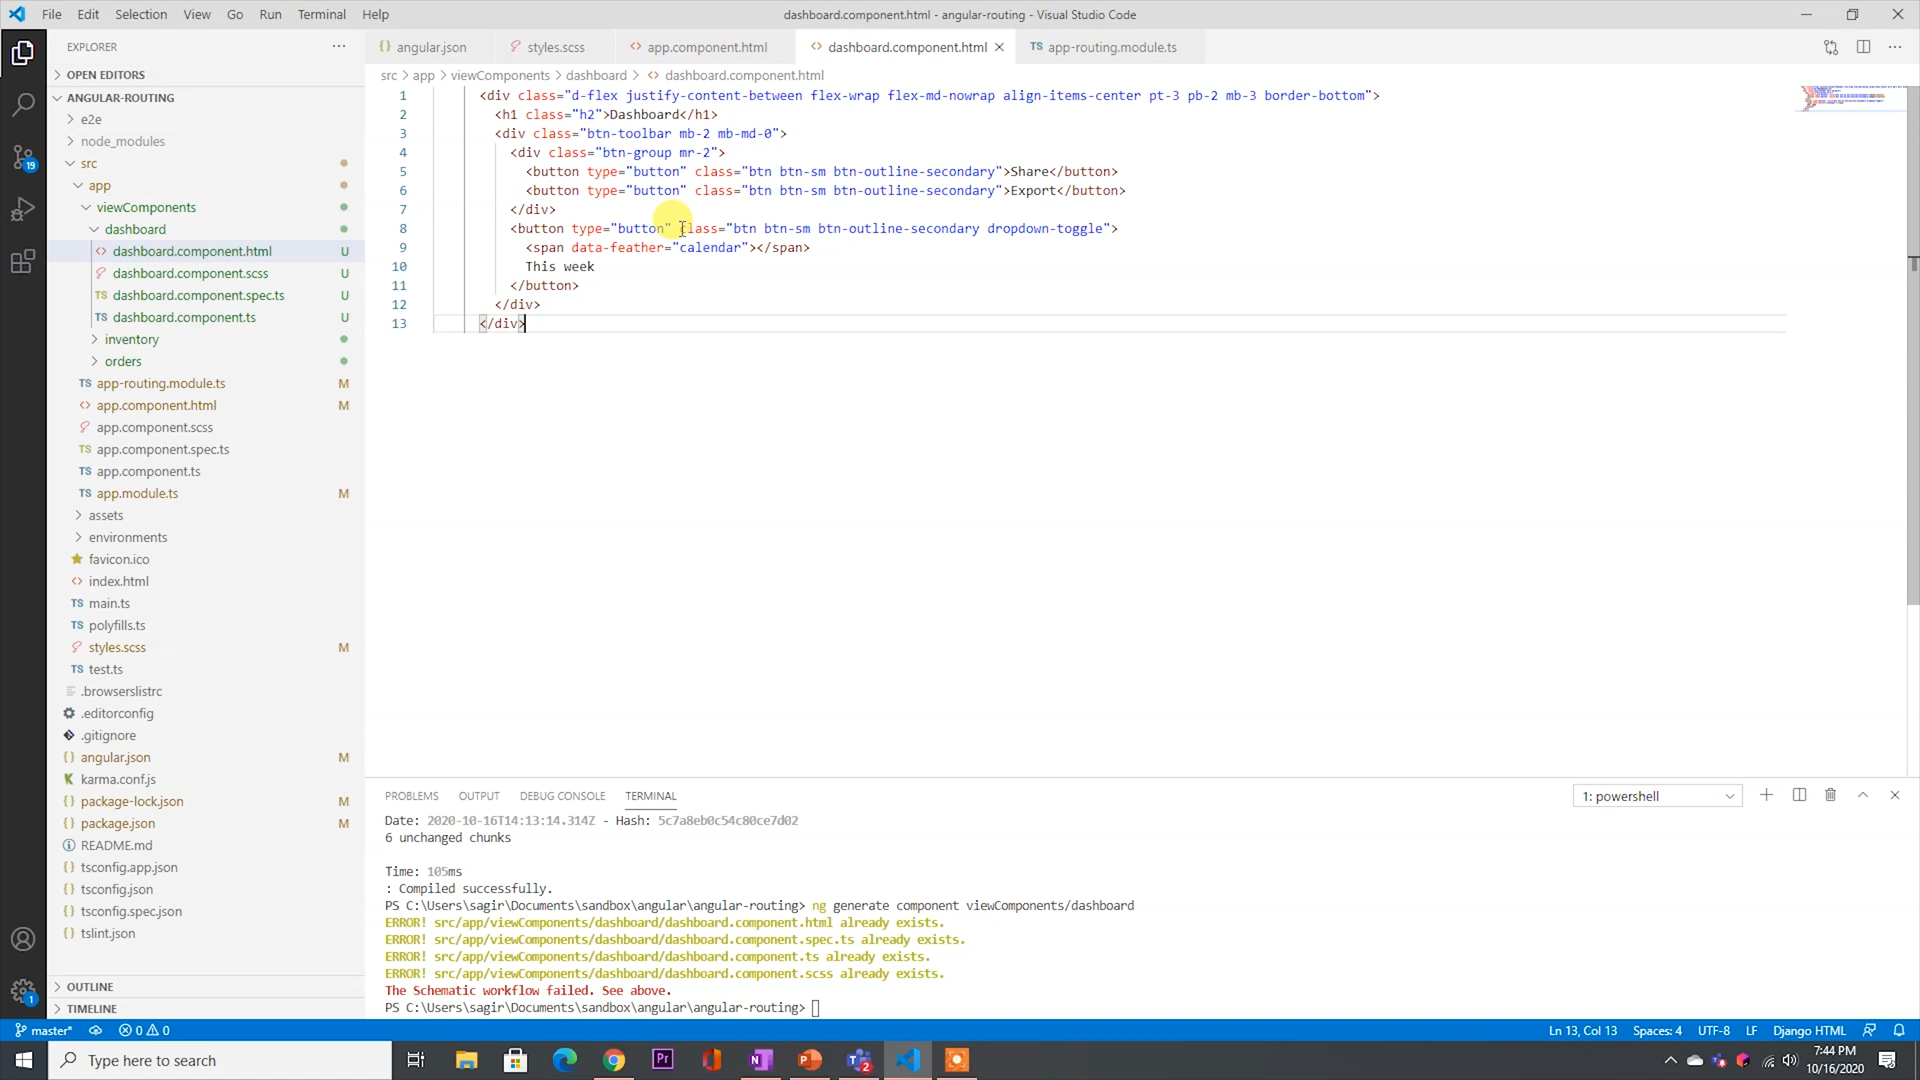 File Edit Selection View Go Run Terminal Help
dashboard.component.html - angular-routing - Visual Studio Code
EXPLORER
angular.json styles.scss app.component.html dashboard.component.html app-routing.module.ts
src > app > viewComponents > dashboard > dashboard.component.html
OPEN EDITORS
ANGULAR-ROUTING
e2e
node_modules
src
app
viewComponents
dashboard
dashboard.component.html U
dashboard.component.scss U
dashboard.component.spec.ts U
dashboard.component.ts U
inventory
orders
TS app-routing.module.ts M
app.component.html M
app.component.scss
TS app.component.spec.ts
TS app.component.ts
TS app.module.ts M
assets
environments
favicon.ico
index.html
TS main.ts
TS polyfills.ts
styles.scss M
TS test.ts
.browserslistrc
.editorconfig
.gitignore
angular.json M
karma.conf.js
package-lock.json M
package.json M
README.md
tsconfig.app.json
tsconfig.json
tsconfig.spec.json
tslint.json
OUTLINE
TIMELINE
19
1
1 <div class="d-flex justify-content-between flex-wrap flex-md-nowrap align-items-center pt-3 pb-2 mb-3 border-bottom">
2 <h1 class="h2">Dashboard</h1>
3 <div class="btn-toolbar mb-2 mb-md-0">
4 <div class="btn-group mr-2">
5 <button type="button" class="btn btn-sm btn-outline-secondary">Share</button>
6 <button type="button" class="btn btn-sm btn-outline-secondary">Export</button>
7 </div>
8 <button type="button" class="btn btn-sm btn-outline-secondary dropdown-toggle">
9 <span data-feather="calendar"></span>
10 This week
11 </button>
12 </div>
13 </div>
PROBLEMS OUTPUT DEBUG CONSOLE TERMINAL
1: powershell
Date: 2020-10-16T14:13:14.314Z - Hash: 5c7a8eb0c54c80ce7d02
6 unchanged chunks
Time: 105ms
: Compiled successfully.
PS C:\Users\sagir\Documents\sandbox\angular\angular-routing> ng generate component viewComponents/dashboard
ERROR! src/app/viewComponents/dashboard/dashboard.component.html already exists.
ERROR! src/app/viewComponents/dashboard/dashboard.component.spec.ts already exists.
ERROR! src/app/viewComponents/dashboard/dashboard.component.ts already exists.
ERROR! src/app/viewComponents/dashboard/dashboard.component.scss already exists.
The Schematic workflow failed. See above.
PS C:\Users\sagir\Documents\sandbox\angular\angular-routing>
master* 0 0
Ln 13, Col 13 Spaces: 4 UTF-8 LF Django HTML
Type here to search
Pr
2
7:44 PM
10/16/2020